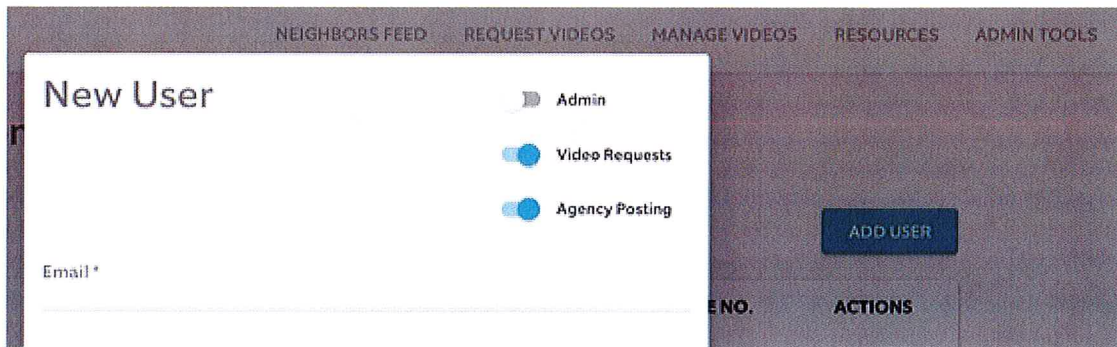 NEIGHBORS FEED REQUEST VIDEOS MANAGE VIDEOS RESOURCES ADMIN TOOLS
New User
Admin
Video Requests
Agency Posting
ADD USER
Email *
E NO. ACTIONS